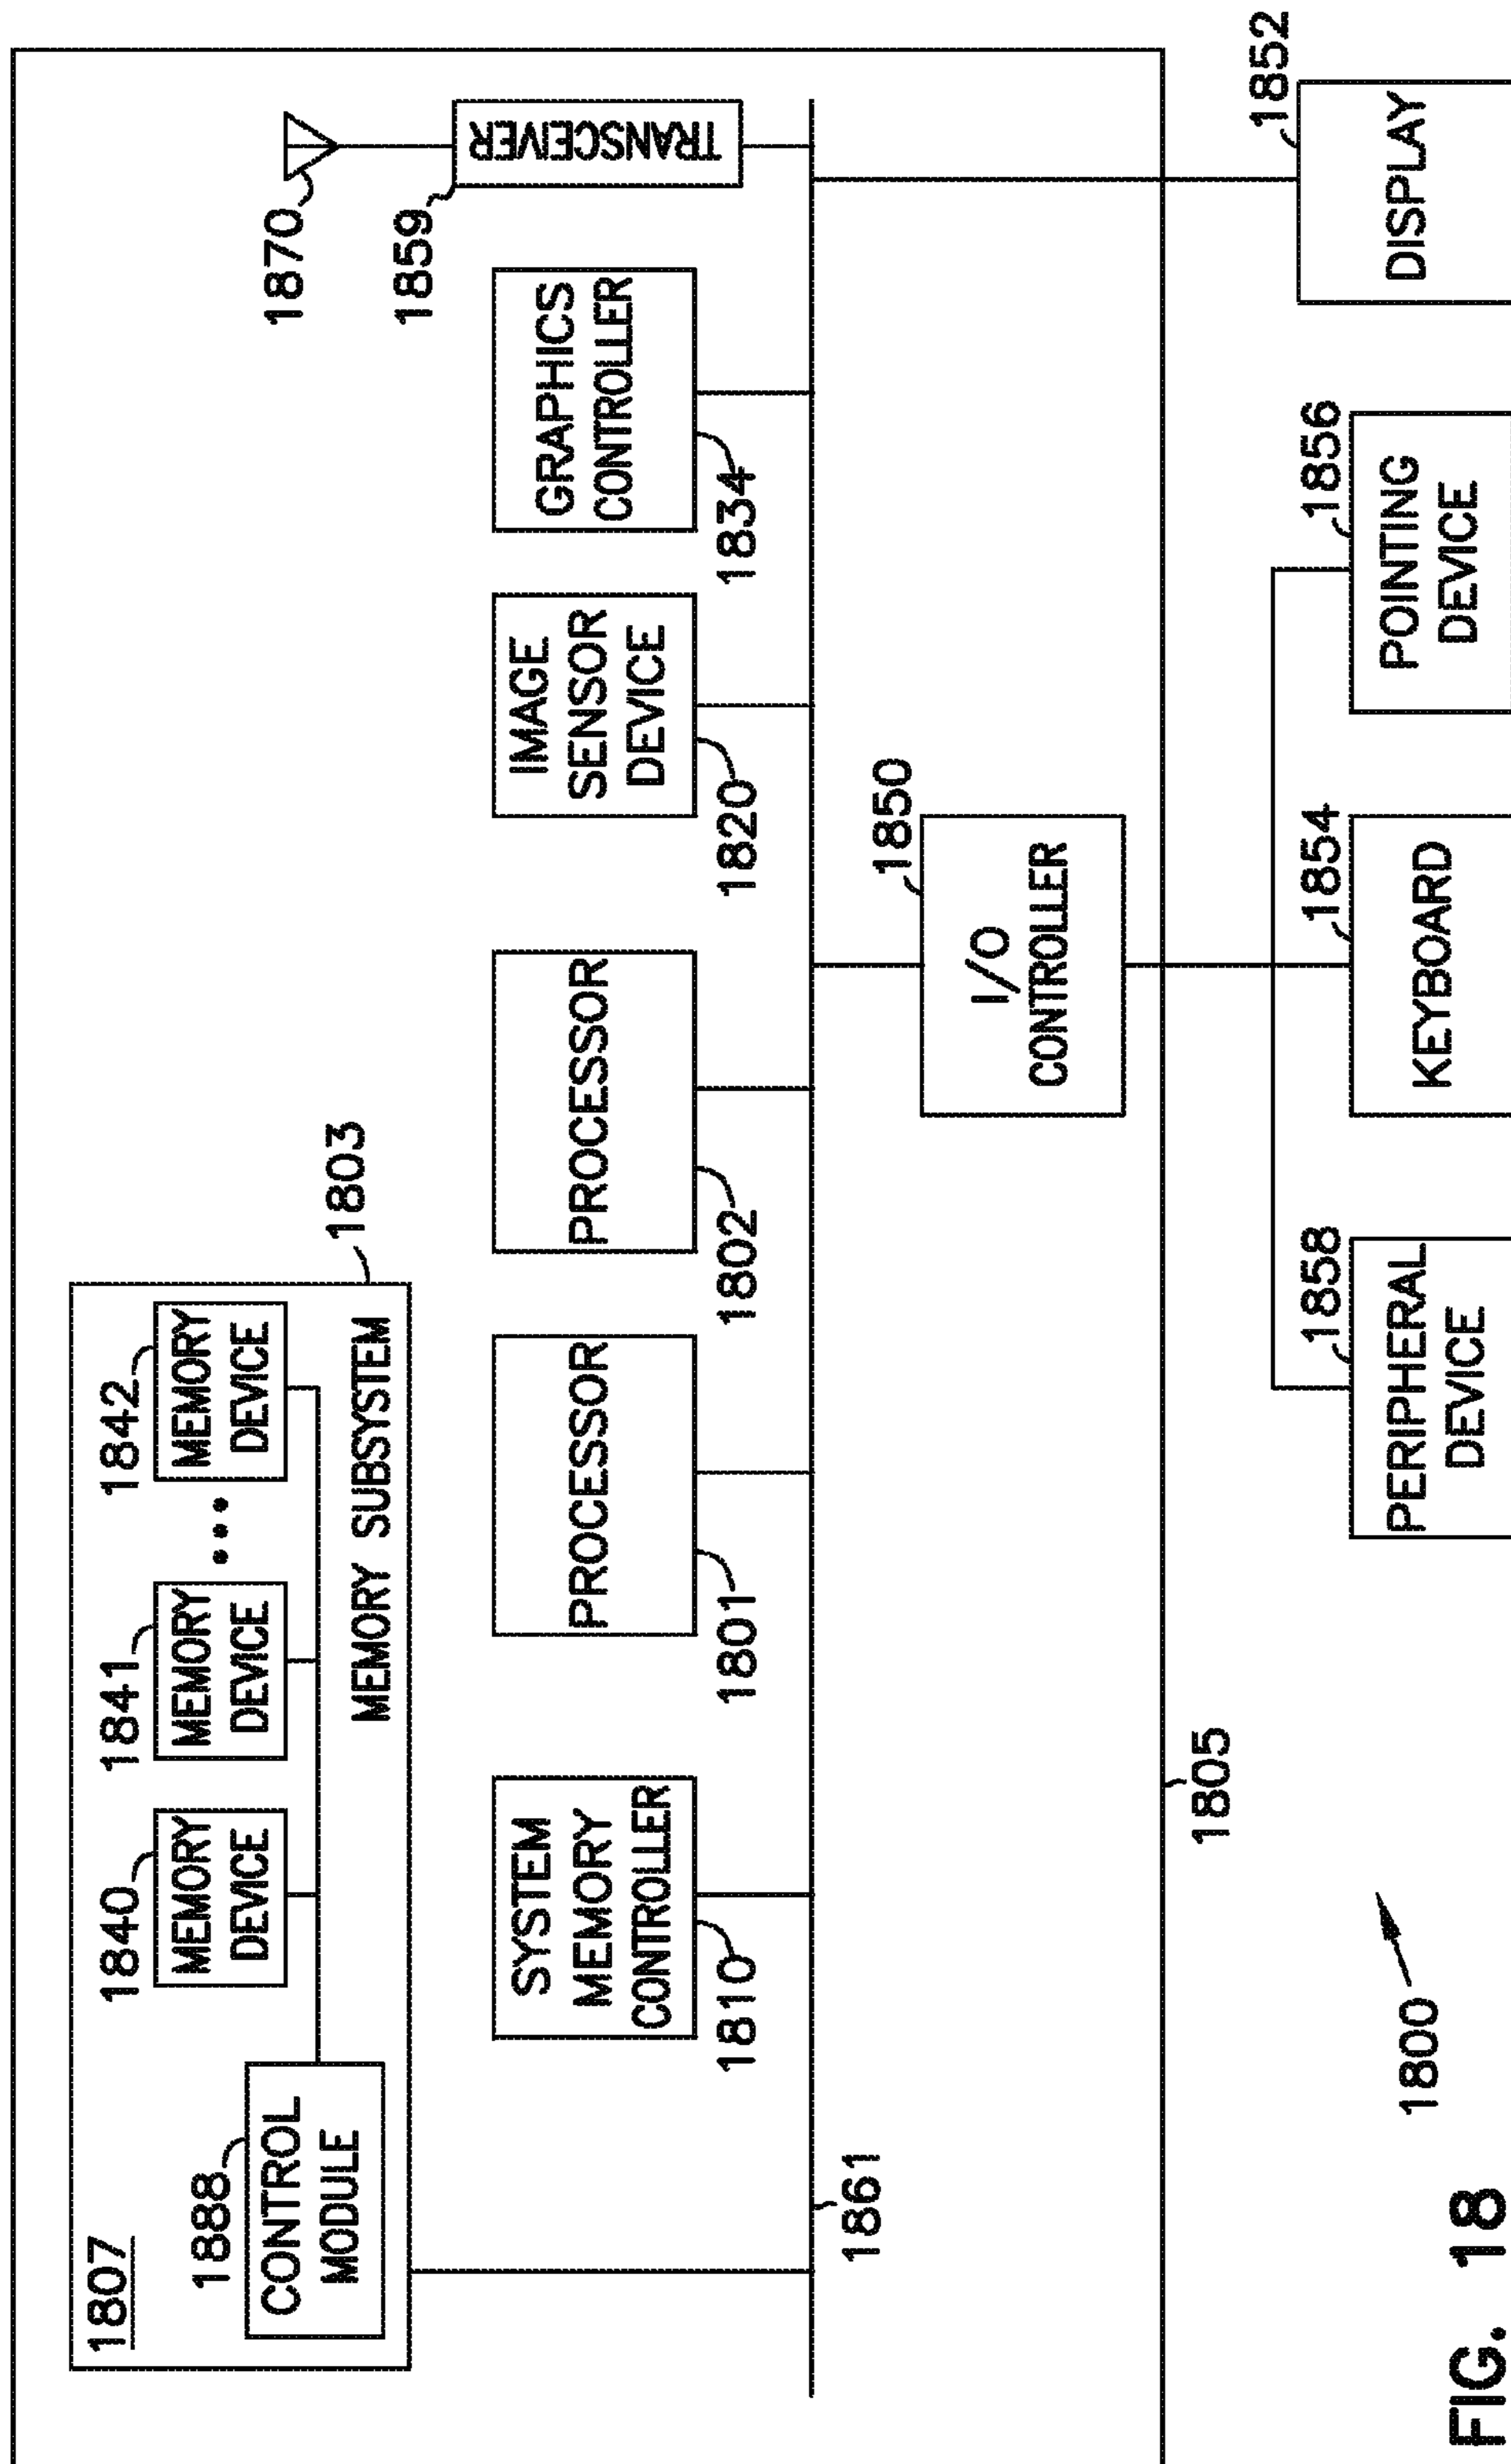 1807
1888
CONTROL
MODULE
1840
MEMORY
DEVICE
1841
MEMORY
DEVICE
•••
1842
MEMORY
DEVICE
MEMORY SUBSYSTEM
1803
1870
1859
TRANSCEIVER
SYSTEM
MEMORY
CONTROLLER
1810
PROCESSOR
1801
PROCESSOR
1802
IMAGE
SENSOR
DEVICE
1820
GRAPHICS
CONTROLLER
1834
1861
1850
I/O
CONTROLLER
1805
1858
PERIPHERAL
DEVICE
1854
KEYBOARD
1856
POINTING
DEVICE
1852
DISPLAY
1800
FIG. 18